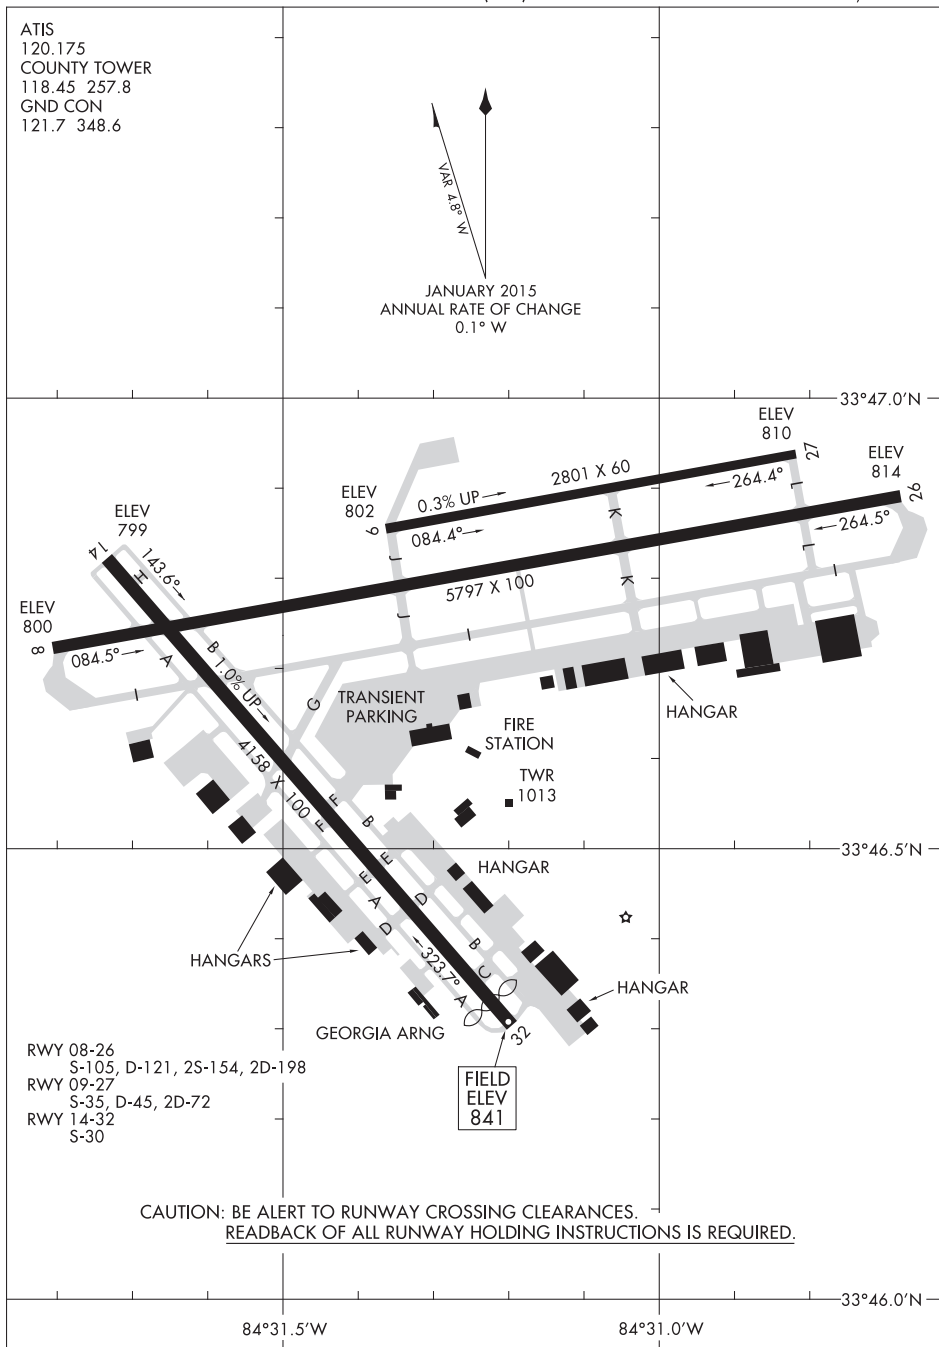 ATIS
120.175
COUNTY TOWER
118.45 257.8
GND CON
121.7 348.6
VAR 4.8° W
JANUARY 2015
ANNUAL RATE OF CHANGE
0.1° W
33°47.0'N
ELEV
810
27
ELEV
814
26
2801 X 60
264.4°
ELEV
802
0.3% UP
9
084.4°
264.5°
ELEV
799
14
143.6°
H
L
K
J
L
K
I
5797 X 100
J
I
ELEV
800
8
084.5°
A
B
I
1.0% UP
G
TRANSIENT
PARKING
HANGAR
FIRE
STATION
4158 X 100
TWR
1013
F
F
B
33°46.5'N
E
E
HANGAR
A
D
D
B
C
HANGARS
323.7°
A
HANGAR
GEORGIA ARNG
32
RWY 08-26
S-105, D-121, 2S-154, 2D-198
RWY 09-27
S-35, D-45, 2D-72
RWY 14-32
S-30
FIELD
ELEV
841
CAUTION: BE ALERT TO RUNWAY CROSSING CLEARANCES.
READBACK OF ALL RUNWAY HOLDING INSTRUCTIONS IS REQUIRED.
33°46.0'N
84°31.5'W
84°31.0'W